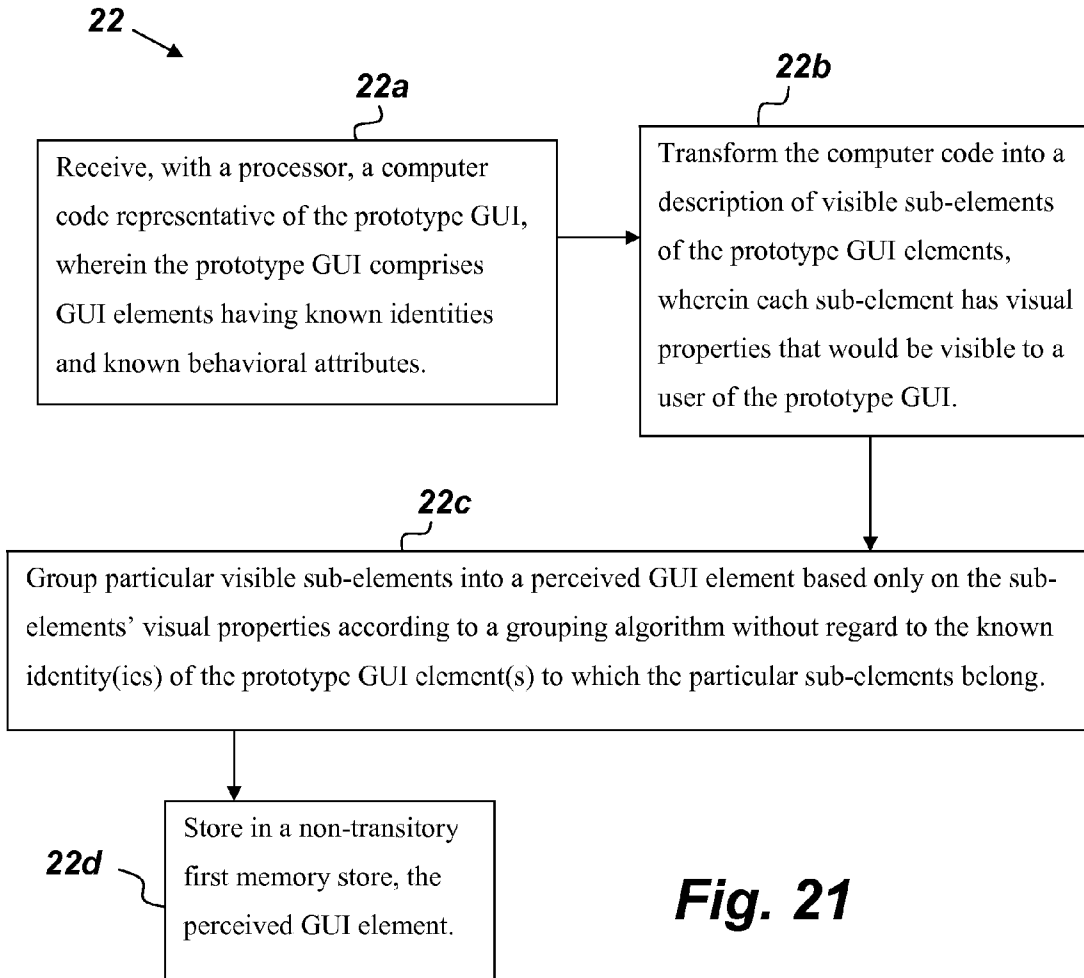 22
22a
Receive, with a processor, a computer
code representative of the prototype GUI,
wherein the prototype GUI comprises
GUI elements having known identities
and known behavioral attributes.
22b
Transform the computer code into a
description of visible sub-elements
of the prototype GUI elements,
wherein each sub-element has visual
properties that would be visible to a
user of the prototype GUI.
22c
Group particular visible sub-elements into a perceived GUI element based only on the sub-
elements’ visual properties according to a grouping algorithm without regard to the known
identity(ies) of the prototype GUI element(s) to which the particular sub-elements belong.
22d
Store in a non-transitory
first memory store, the
perceived GUI element.
Fig. 21